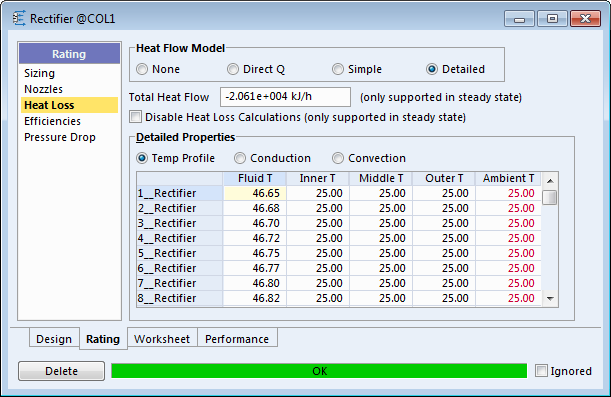 Rectifier @COL1
Rating
Sizing
Nozzles
Heat Loss
Efficiencies
Pressure Drop
Heat Flow Model
None Direct Q Simple Detailed
Total Heat Flow -2.061e+004 kJ/h (only supported in steady state)
Disable Heat Loss Calculations (only supported in steady state)
Detailed Properties
Temp Profile Conduction Convection
Fluid T Inner T Middle T Outer T Ambient T
1__Rectifier 46.65 25.00 25.00 25.00 25.00
2__Rectifier 46.68 25.00 25.00 25.00 25.00
3__Rectifier 46.70 25.00 25.00 25.00 25.00
4__Rectifier 46.72 25.00 25.00 25.00 25.00
5__Rectifier 46.75 25.00 25.00 25.00 25.00
6__Rectifier 46.77 25.00 25.00 25.00 25.00
7__Rectifier 46.80 25.00 25.00 25.00 25.00
8__Rectifier 46.82 25.00 25.00 25.00 25.00
Design Rating Worksheet Performance
Delete OK Ignored